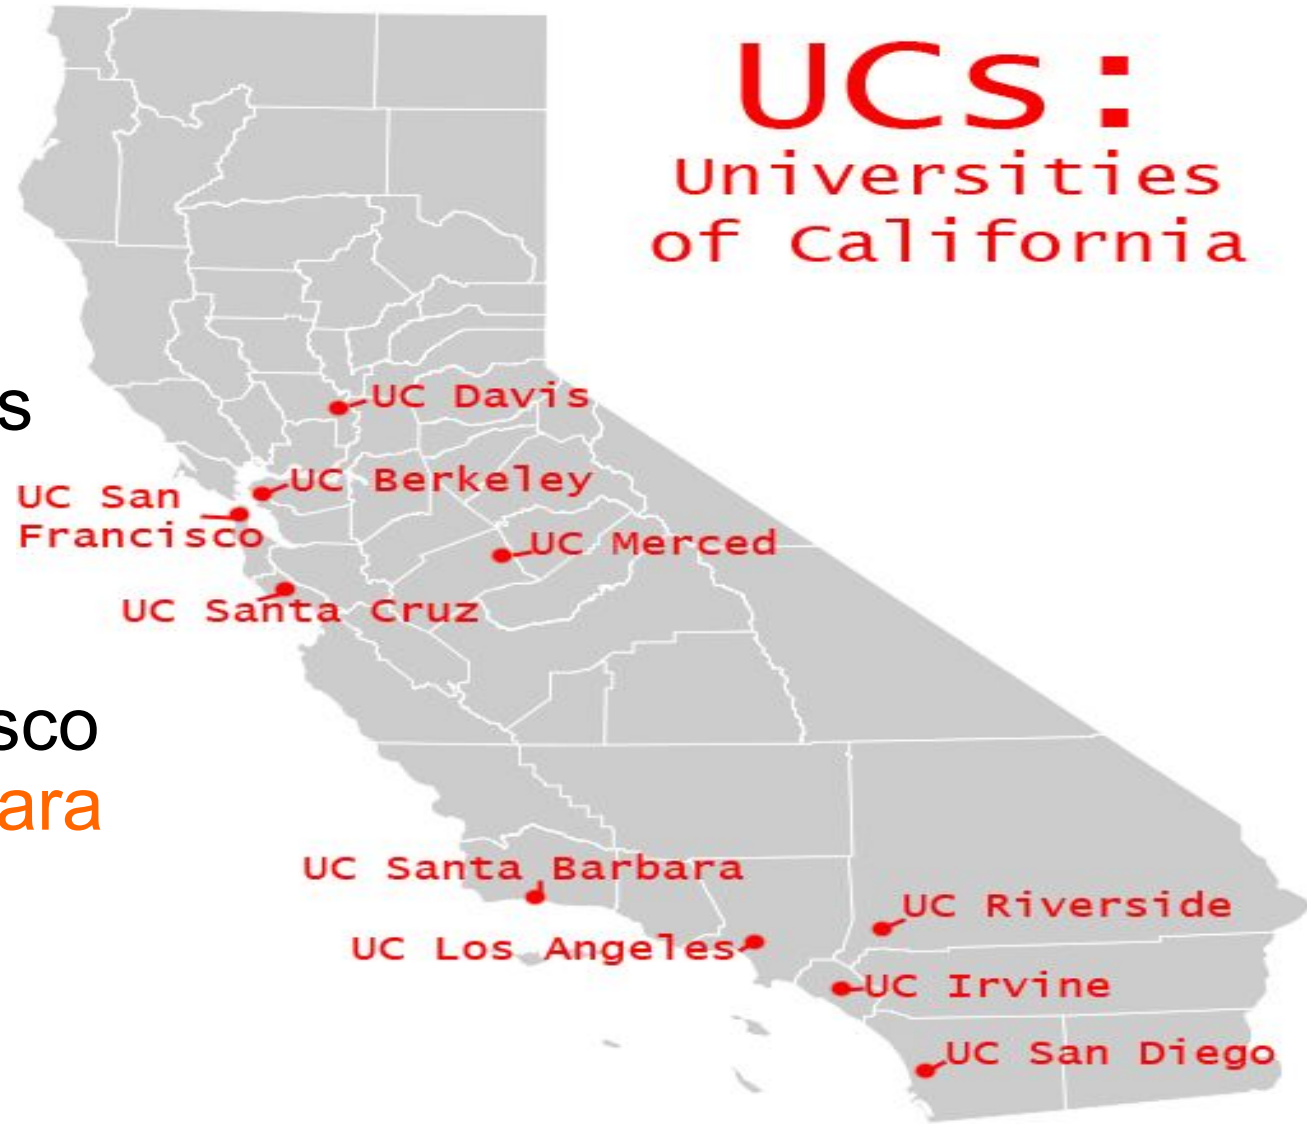 UCs:
Universities
of California
s
UC Davis
UC Berkeley
UC San
Francisco
UC Merced
UC Santa Cruz
sco
ara
UC Santa Barbara
UC Riverside
UC Los Angeles
UC Irvine
UC San Diego